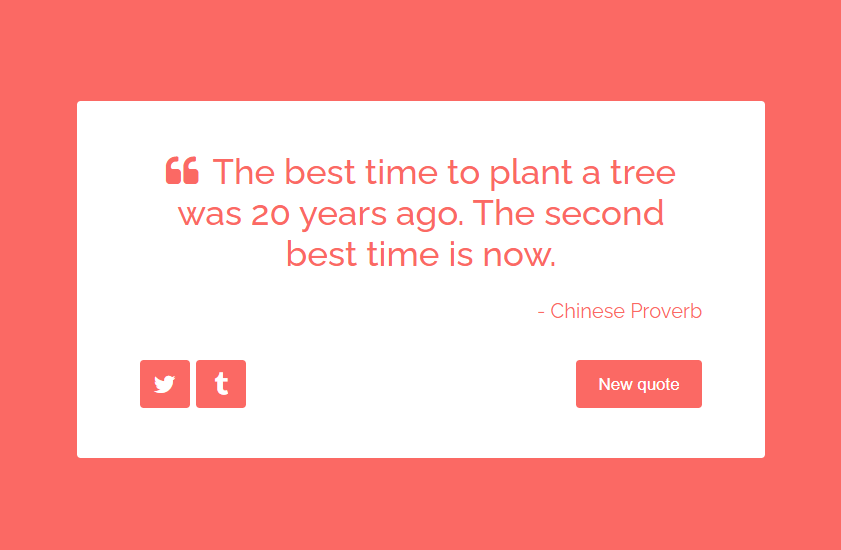 “ The best time to plant a tree
was 20 years ago. The second
best time is now.
- Chinese Proverb
New quote